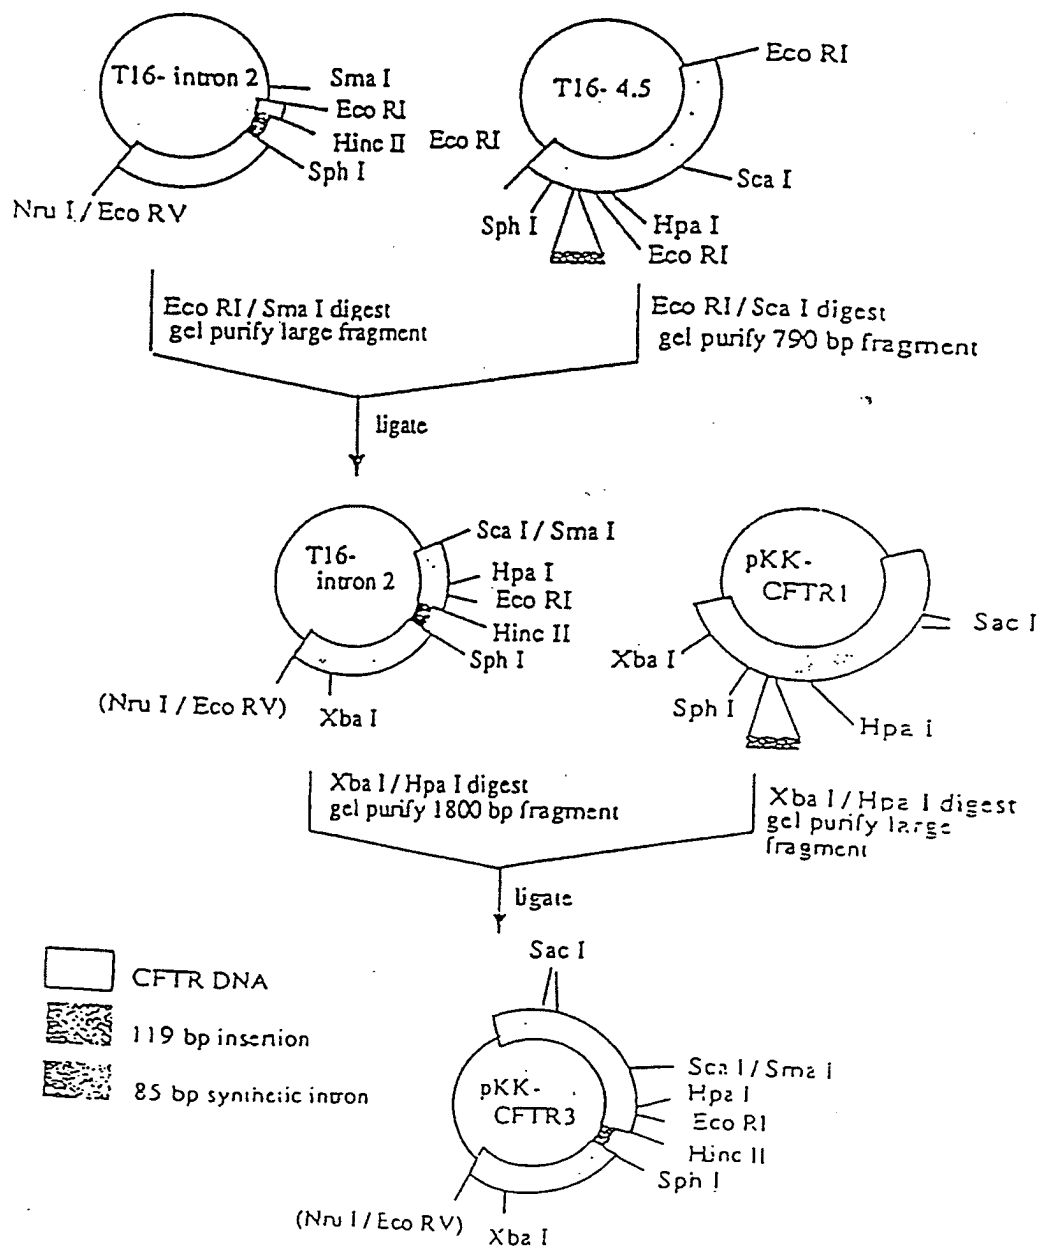 T16- intron 2
Sma I
Eco RI
Hinc II
Sph I
Nru I / Eco RV
T16- 4.5
Eco RI
Eco RI
Sca I
Sph I
Hpa I
Eco RI
Eco RI / Sma I digest
gel purify large fragment
Eco RI / Sca I digest
gel purify 790 bp fragment
ligate
T16-
intron 2
Sca I / Sma I
Hpa I
Eco RI
Hinc II
Sph I
(Nru I / Eco RV)
Xba I
pKK-
CFTR1
Sac I
Xba I
Sph I
Hpa I
Xba I / Hpa I digest
gel purify 1800 bp fragment
Xba I / Hpa I digest
gel purify large
fragment
ligate
Sac I
CFTR DNA
119 bp insertion
85 bp synthetic intron
pKK-
CFTR3
Sca I / Sma I
Hpa I
Eco RI
Hinc II
Sph I
(Nru I / Eco RV)
Xba I